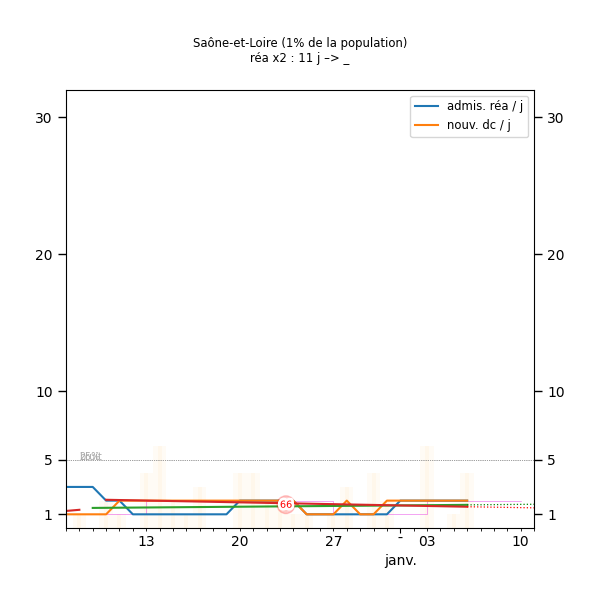 Saône-et-Loire (1% de la population)
réa x2 : 11 j –> _
admis. réa / j
nouv. dc / j
30 30
20 20
10 10
5 5
25%
66
1 1
13 20 27 - 03 10
janv.